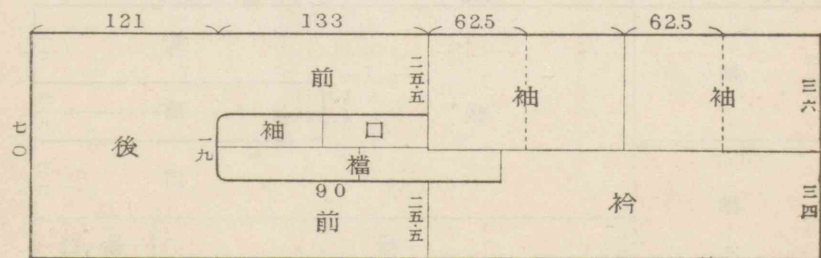 121 133 62.5 62.5
前 二五・五 袖 袖 三六
七〇 後 一九 袖口
襠
90
前 二五・五 衿 三四